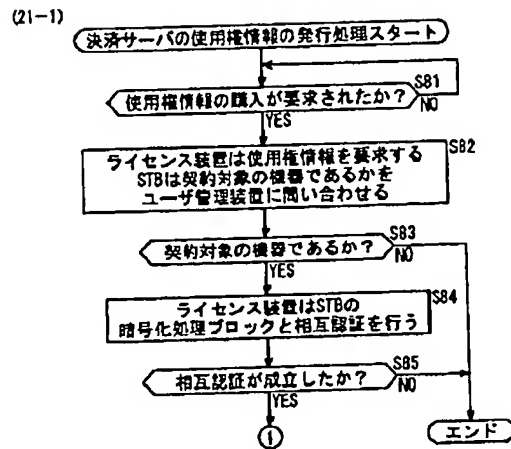 (21-1)
決済サーバの使用権情報の発行処理スタート
S81
使用権情報の購入が要求されたか?
NO
YES
S82
ライセンス装置は使用権情報を要求する
STBは契約対象の機器であるかを
ユーザ管理装置に問い合わせる
S83
契約対象の機器であるか?
NO
YES
S84
ライセンス装置はSTBの
暗号化処理ブロックと相互認証を行う
S85
相互認証が成立したか?
NO
YES
①
エンド